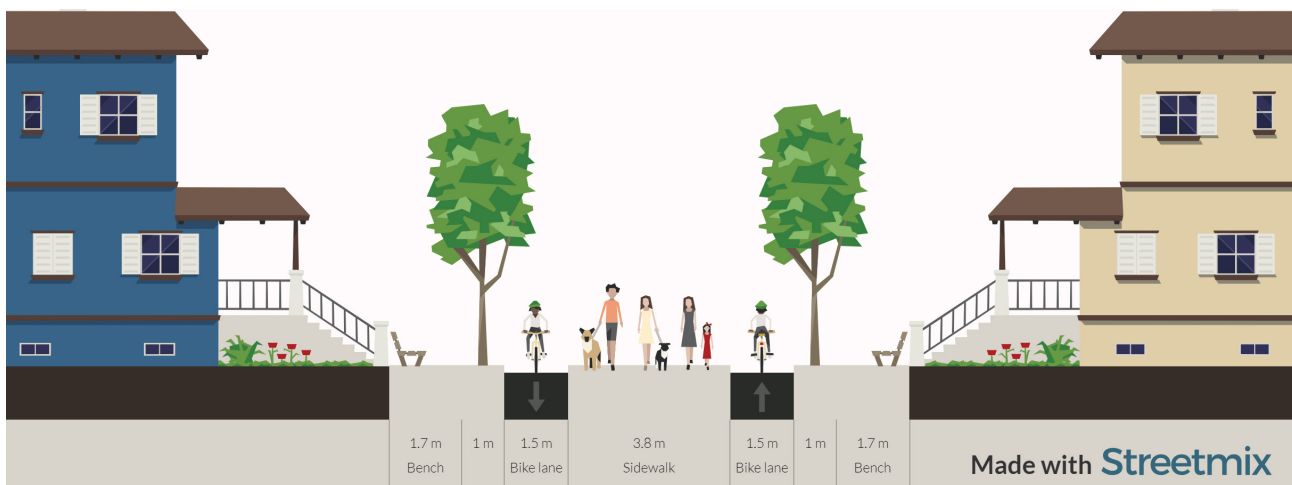 1.7 m
Bench
1 m
1.5 m
Bike lane
3.8 m
Sidewalk
1.5 m
Bike lane
1 m
1.7 m
Bench
Made with Streetmix